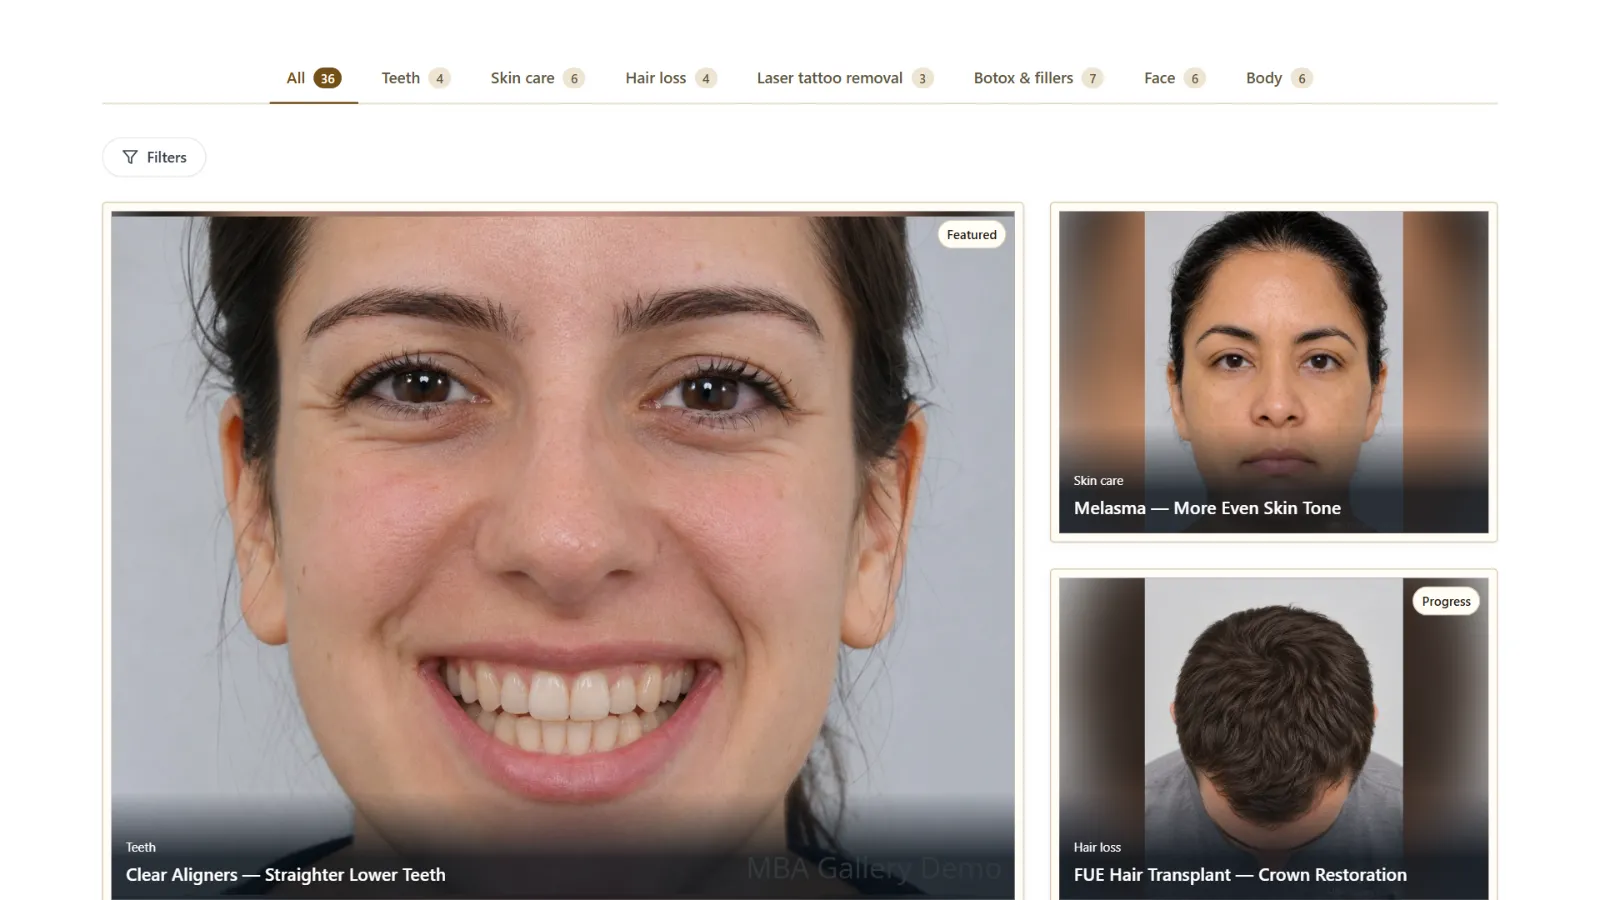 All 36
Teeth 4
Skin care 6
Hair loss 4
Laser tattoo removal 3
Botox & fillers 7
Face 6
Body 6
Filters
Featured
Teeth
Clear Aligners — Straighter Lower Teeth
MBA Gallery Demo
Skin care
Melasma — More Even Skin Tone
Progress
Hair loss
FUE Hair Transplant — Crown Restoration